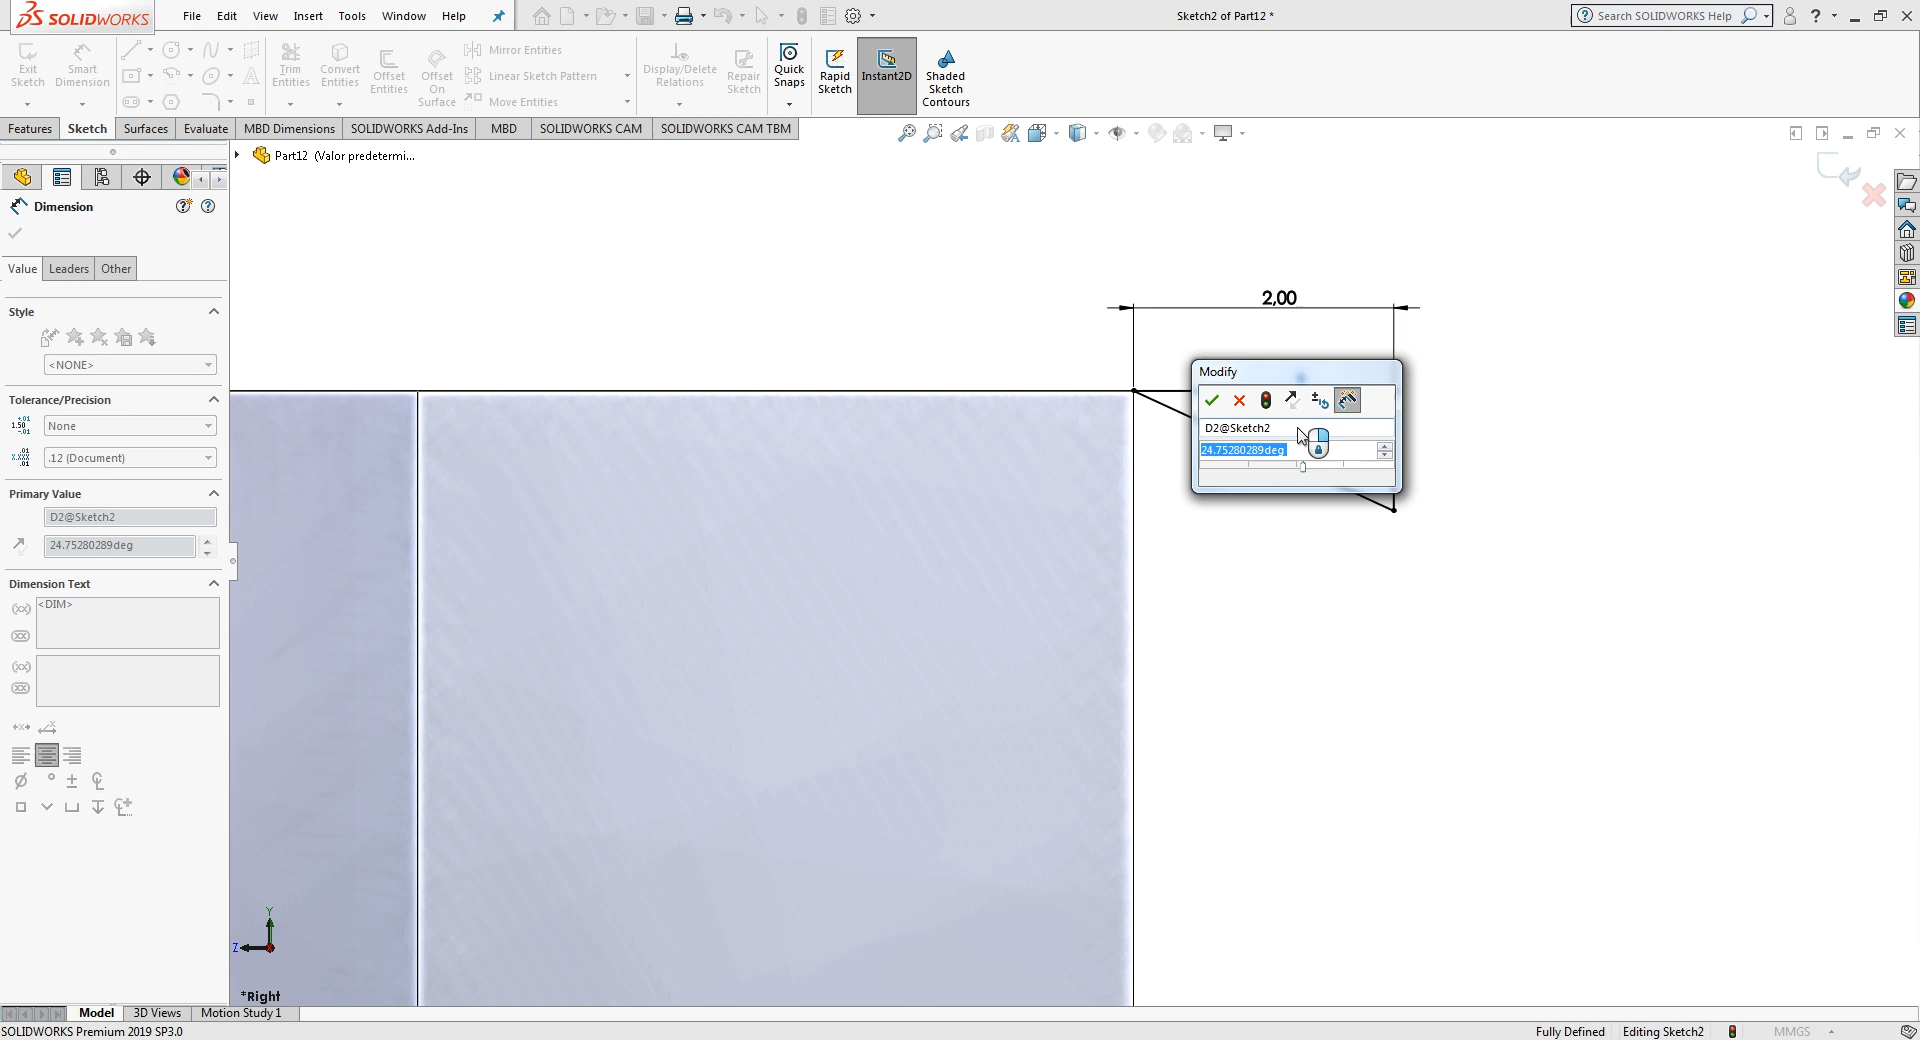 SOLIDWORKS
File Edit View Insert Tools Window Help
Sketch2 of Part12 *
Search SOLIDWORKS Help
Exit Sketch
Smart Dimension
Trim Entities
Convert Entities
Offset Entities
Offset On Surface
Mirror Entities
Linear Sketch Pattern
Move Entities
Display/Delete Relations
Repair Sketch
Quick Snaps
Rapid Sketch
Instant2D
Shaded Sketch Contours
Features Sketch Surfaces Evaluate MBD Dimensions SOLIDWORKS Add-Ins MBD SOLIDWORKS CAM SOLIDWORKS CAM TBM
Part12 (Valor predetermi...
Dimension
Value Leaders Other
Style
<NONE>
Tolerance/Precision
None
.12 (Document)
Primary Value
D2@Sketch2
24.75280289deg
Dimension Text
<DIM>
2,00
Modify
D2@Sketch2
24.75280289deg
Y
Z
*Right
Model 3D Views Motion Study 1
SOLIDWORKS Premium 2019 SP3.0
Fully Defined Editing Sketch2 MMGS